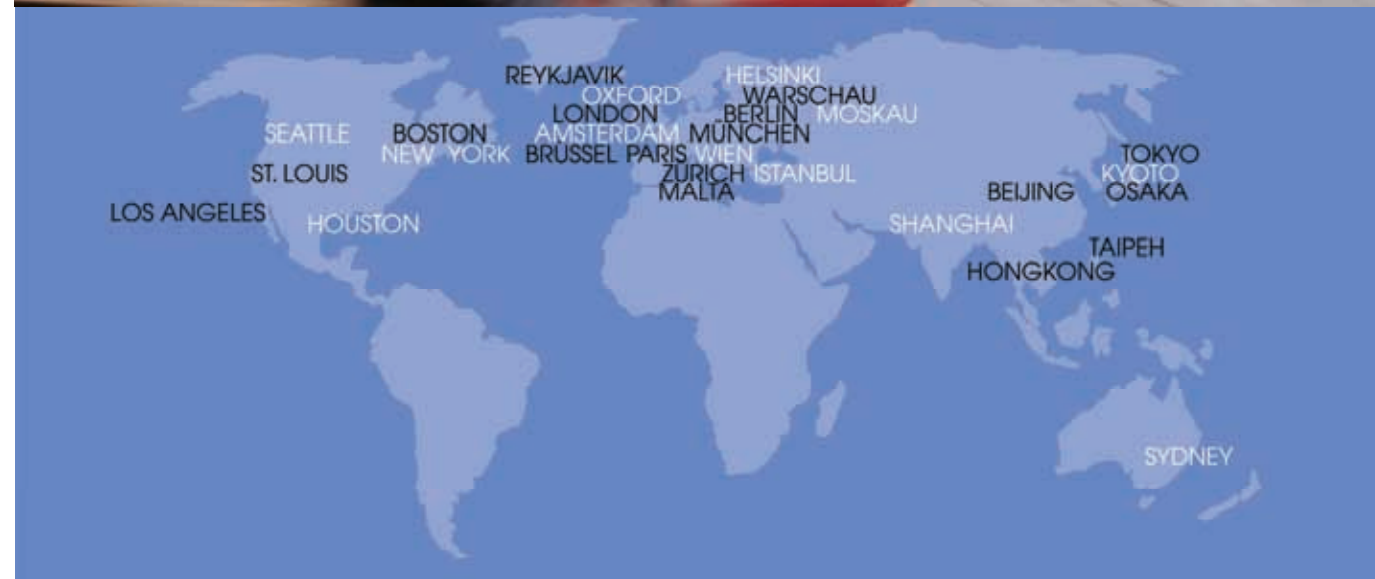 REYKJAVIK HELSINKI
OXFORD WARSCHAU
LONDON BERLIN MOSKAU
SEATTLE BOSTON AMSTERDAM MÜNCHEN
NEW YORK BRÜSSEL PARIS WIEN TOKYO
ST. LOUIS ZÜRICH ISTANBUL KYOTO
MALTA BEIJING OSAKA
LOS ANGELES
HOUSTON SHANGHAI
TAIPEH
HONGKONG
SYDNEY